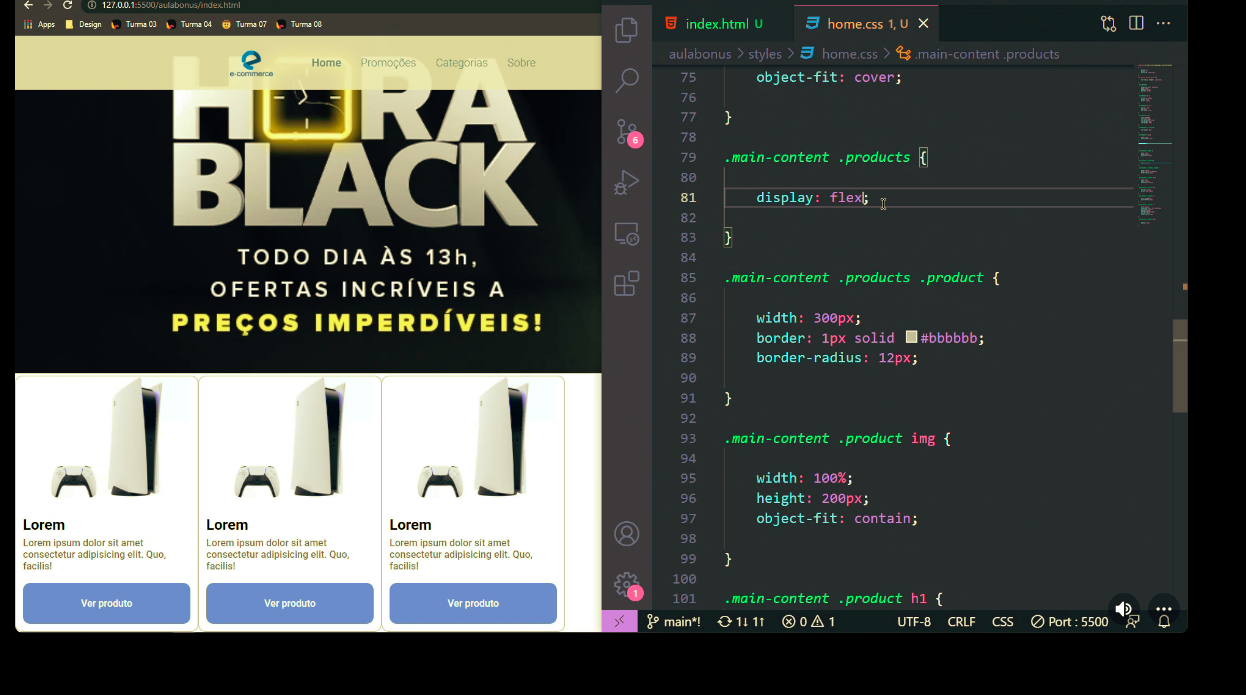 127.0.0.1:5500/aulabonus/index.html
Apps Design Turma 03 Turma 04 Turma 07 Turma 08
e-commerce Home Promoções Categorias Sobre
HORA
BLACK
TODO DIA ÀS 13h,
OFERTAS INCRÍVEIS A
PREÇOS IMPERDÍVEIS!
Lorem Lorem Lorem
Lorem ipsum dolor sit amet Lorem ipsum dolor sit amet Lorem ipsum dolor sit amet
consectetur adipisicing elit. Quo, consectetur adipisicing elit. Quo, consectetur adipisicing elit. Quo,
facilis! facilis! facilis!
Ver produto Ver produto Ver produto
6
1
index.html U home.css 1, U
aulabonus > styles > home.css > .main-content .products
75 object-fit: cover;
76
77 }
78
79 .main-content .products {
80
81 display: flex;
82
83 }
84
85 .main-content .products .product {
86
87 width: 300px;
88 border: 1px solid #bbbbbb;
89 border-radius: 12px;
90
91 }
92
93 .main-content .product img {
94
95 width: 100%;
96 height: 200px;
97 object-fit: contain;
98
99 }
100
101 .main-content .product h1 {
main*! 1↓ 1↑ 0 1 UTF-8 CRLF CSS Port : 5500